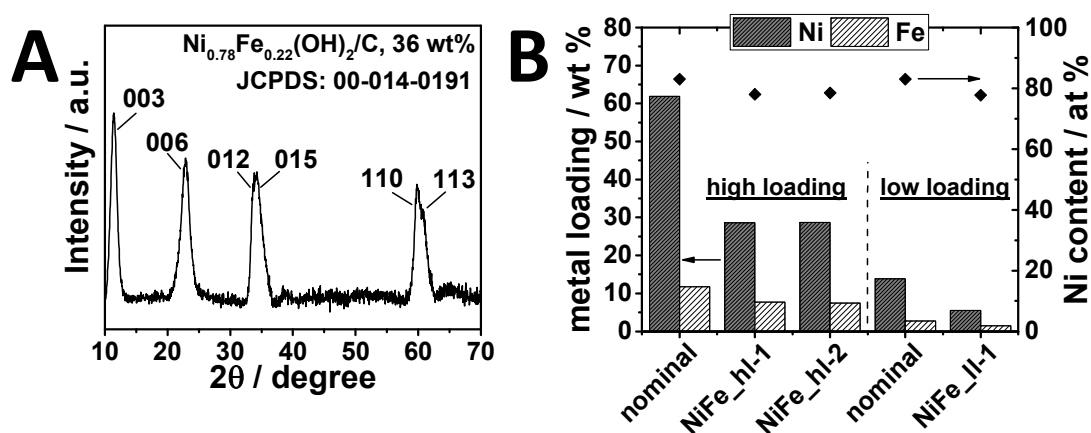 A
Ni0.78Fe0.22(OH)2/C, 36 wt%
JCPDS: 00-014-0191
003
006
012
015
110
113
Intensity / a.u.
10 20 30 40 50 60 70
2θ / degree
B
Ni Fe
80
70
60
50
40
30
20
10
0
metal loading / wt %
100
80
60
40
20
0
Ni content / at %
high loading
low loading
nominal
NiFe_hl-1
NiFe_hl-2
nominal
NiFe_ll-1